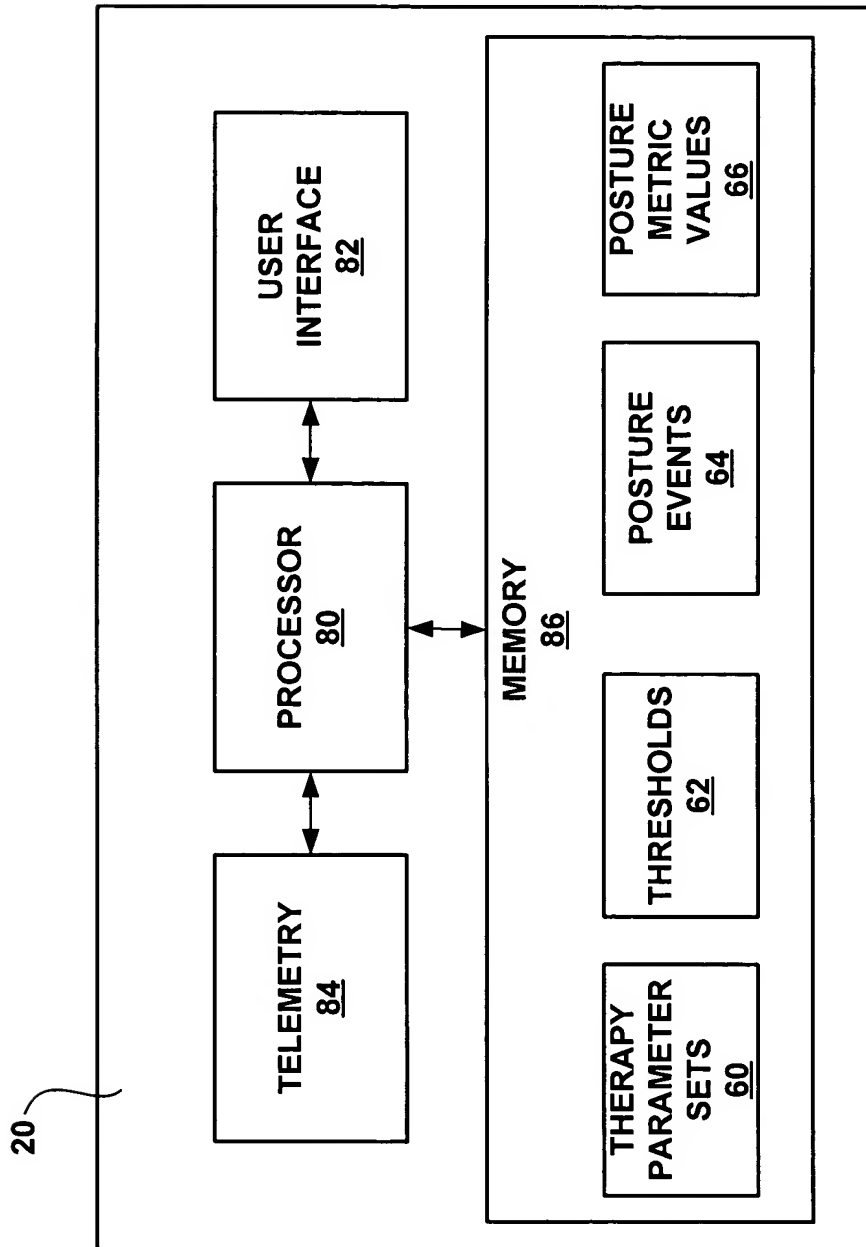 20
TELEMETRY
84
PROCESSOR
80
USER
INTERFACE
82
MEMORY
86
THERAPY
PARAMETER
SETS
60
THRESHOLDS
62
POSTURE
EVENTS
64
POSTURE
METRIC
VALUES
66